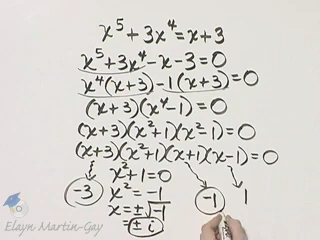 x⁵ + 3x⁴ = x + 3
x⁵ + 3x⁴ - x - 3 = 0
x⁴(x+3) - 1(x+3) = 0
(x+3)(x⁴-1) = 0
(x+3)(x²+1)(x²-1) = 0
(x+3)(x²+1)(x+1)(x-1) = 0
-3 x²+1=0 -1 1
x² = -1
x = ±√-1
= ± i
Elayn Martin-Gay